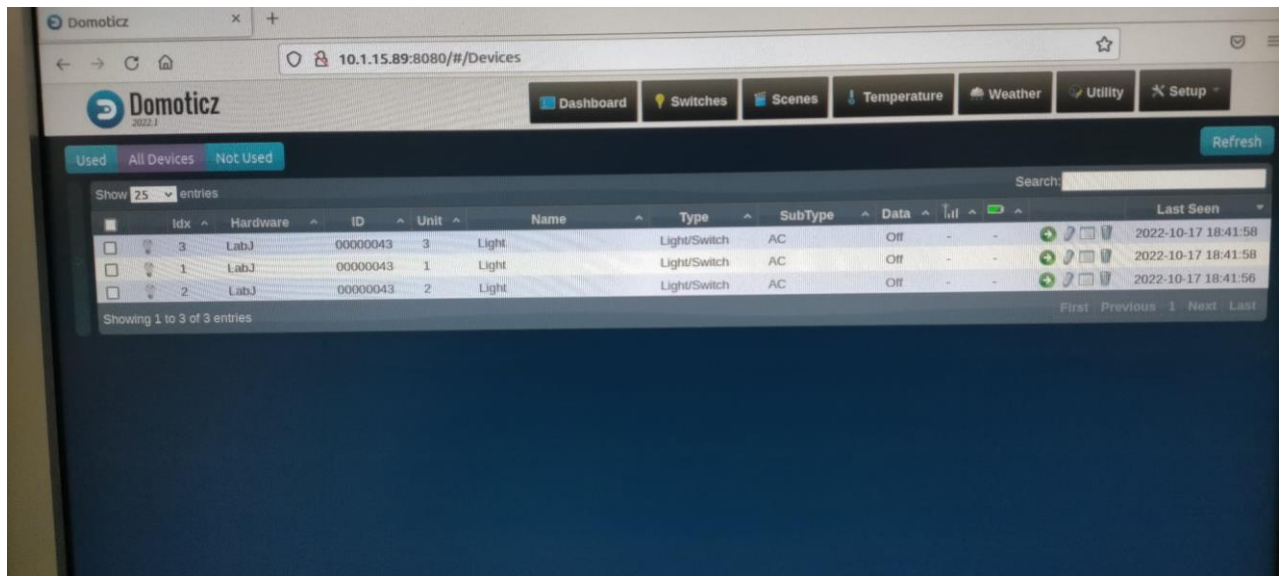 Domoticz × +
10.1.15.89:8080/#/Devices
Domoticz
2022.1
Dashboard Switches Scenes Temperature Weather Utility Setup
Used All Devices Not Used Refresh
Show 25 entries Search:
Idx Hardware ID Unit Name Type SubType Data Last Seen
3 LabJ 00000043 3 Light Light/Switch AC Off - - 2022-10-17 18:41:58
1 LabJ 00000043 1 Light Light/Switch AC Off - - 2022-10-17 18:41:58
2 LabJ 00000043 2 Light Light/Switch AC Off - - 2022-10-17 18:41:56
Showing 1 to 3 of 3 entries First Previous 1 Next Last